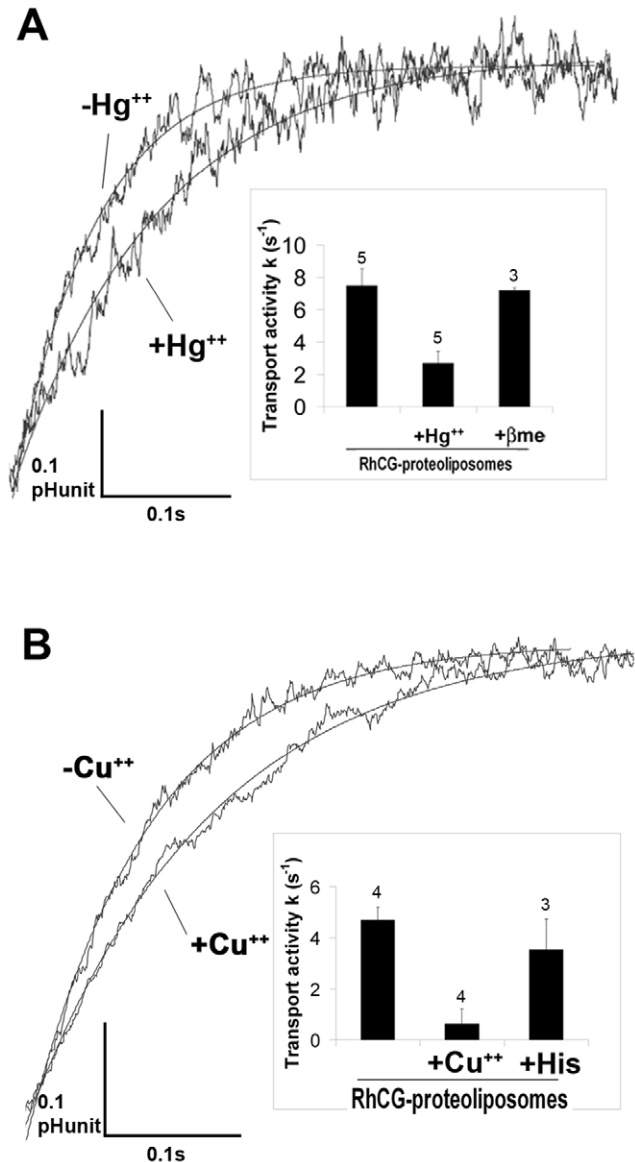 A
-Hg++
+Hg++
0.1
pHunit
0.1s
Transport activity k (s-1)
10
8
6
4
2
0
5
5
3
+Hg++ +βme
RhCG-proteoliposomes
B
-Cu++
+Cu++
0.1
pHunit
0.1s
Transport activity k (s-1)
6
4
2
0
4
4
3
+Cu++ +His
RhCG-proteoliposomes